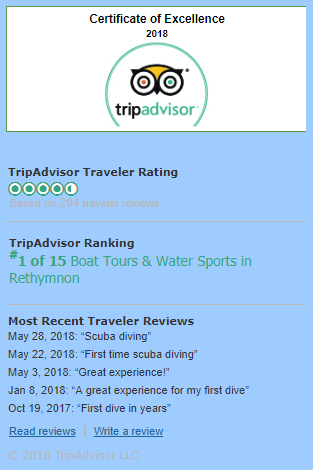 Certificate of Excellence
2018
tripadvisor
TripAdvisor Traveler Rating
Based on 204 traveler reviews
TripAdvisor Ranking
#1 of 15 Boat Tours & Water Sports in
Rethymnon
Most Recent Traveler Reviews
May 28, 2018: “Scuba diving”
May 22, 2018: “First time scuba diving”
May 3, 2018: “Great experience!”
Jan 8, 2018: “A great experience for my first dive”
Oct 19, 2017: “First dive in years”
Read reviews | Write a review
© 2018 TripAdvisor LLC